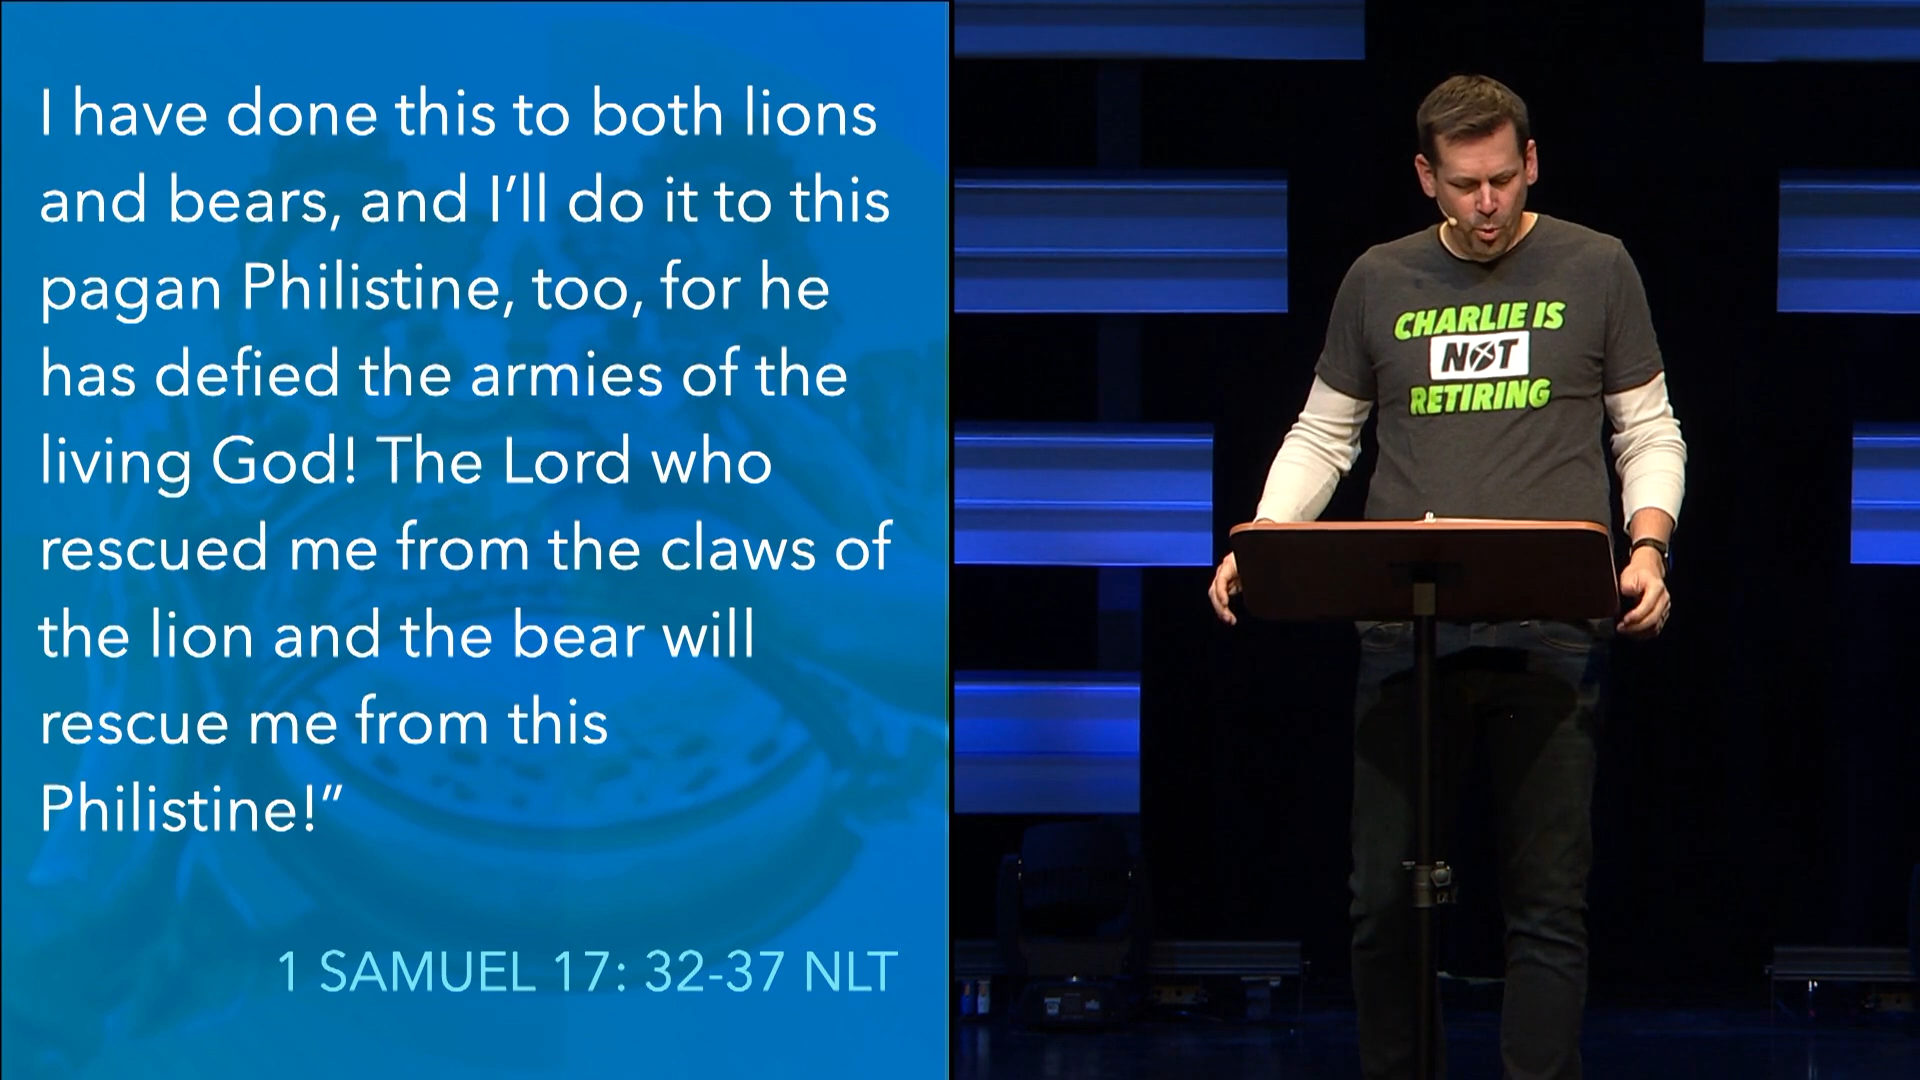 I have done this to both lions
and bears, and I’ll do it to this
pagan Philistine, too, for he
has defied the armies of the
living God! The Lord who
rescued me from the claws of
the lion and the bear will
rescue me from this
Philistine!”
1 SAMUEL 17: 32-37 NLT
CHARLIE IS
NOT
RETIRING